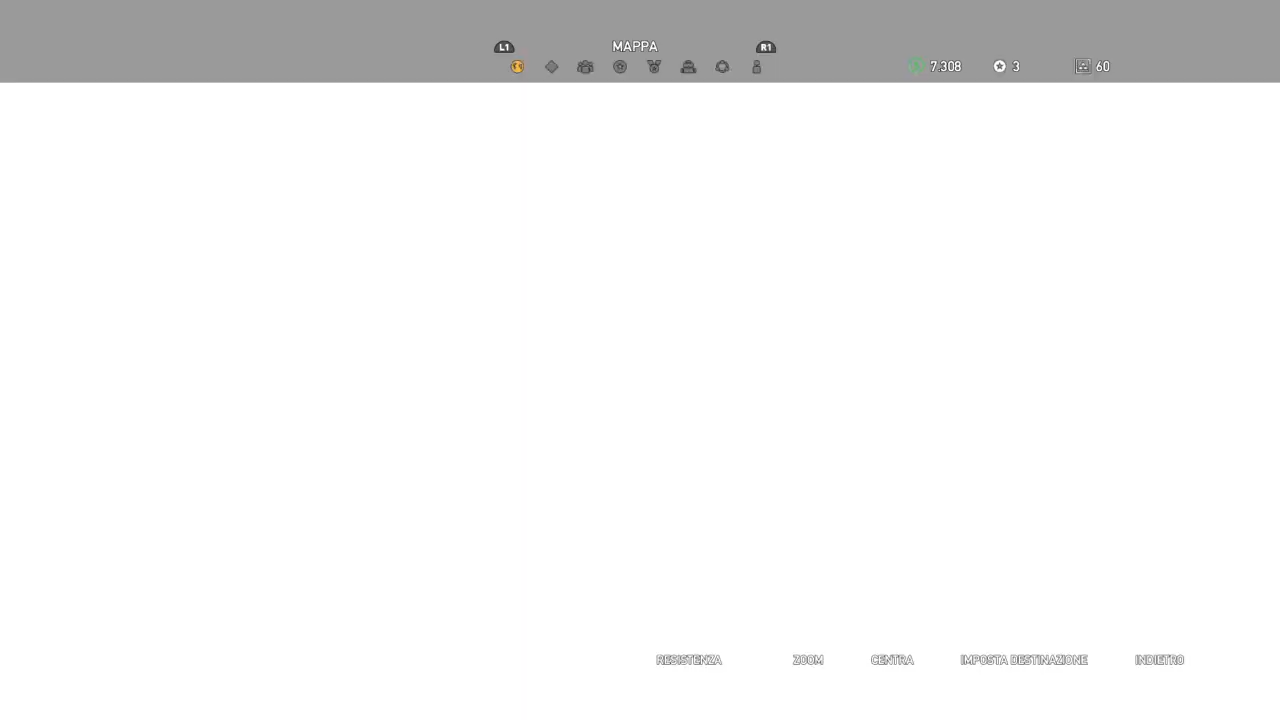 L1 MAPPA R1
7.308 3 60
RESISTENZA ZOOM CENTRA IMPOSTA DESTINAZIONE INDIETRO